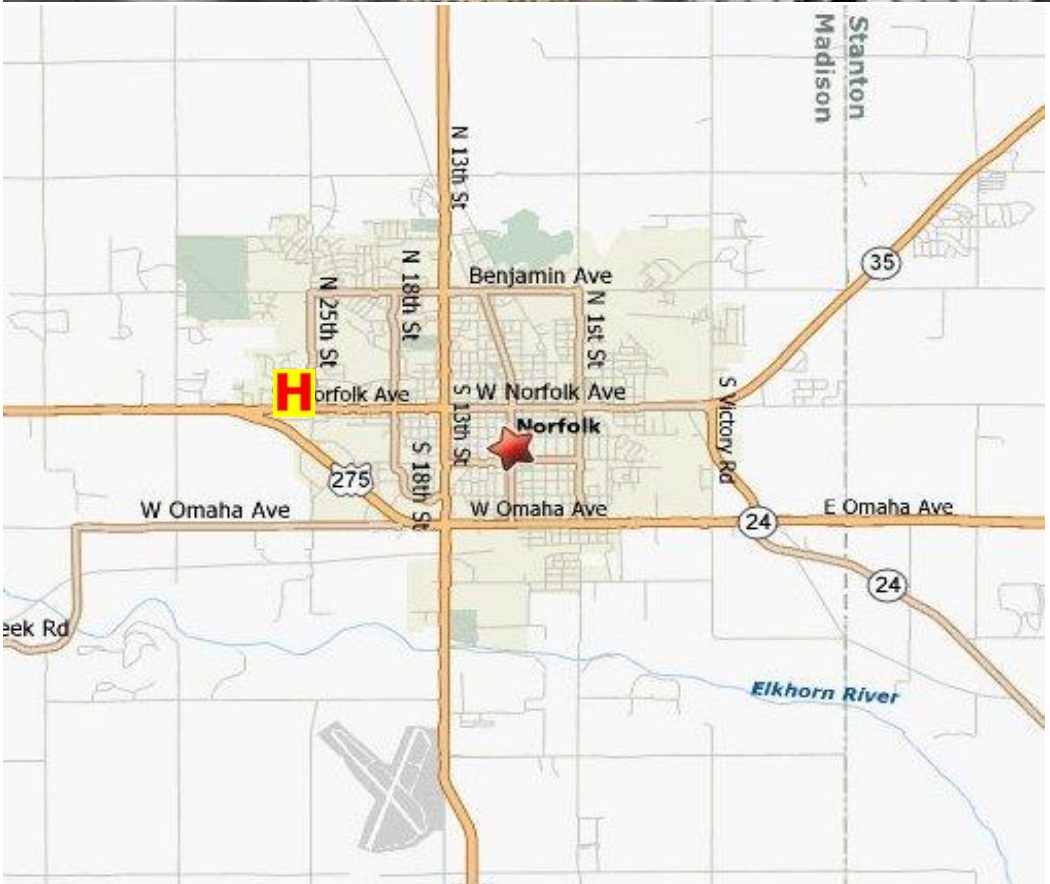 Stanton
Madison
N 13th St
35
Benjamin Ave
N 18th St
N 25th St
N 1st St
H
orfolk Ave
W Norfolk Ave
S 13th St
S Victory Rd
Norfolk
S 18th St
275
W Omaha Ave
W Omaha Ave
24
E Omaha Ave
24
eek Rd
Elkhorn River